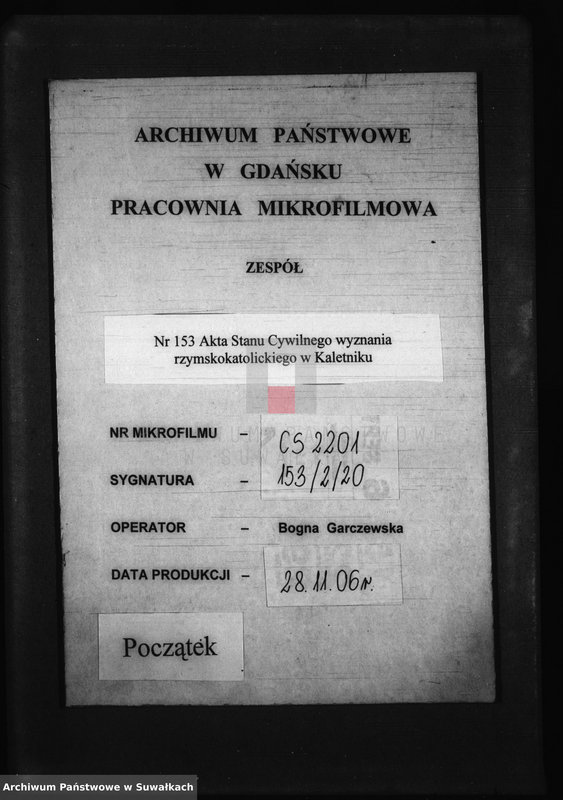 ARCHIWUM PAŃSTWOWE
W GDAŃSKU
PRACOWNIA MIKROFILMOWA
ZESPÓŁ
Nr 153 Akta Stanu Cywilnego wyznania
rzymskokatolickiego w Kaletniku
NR MIKROFILMU – CS 2201
SYGNATURA – 153/2/20
OPERATOR – Bogna Garczewska
DATA PRODUKCJI – 28.11.06r.
Początek
Archiwum Państwowe w Suwałkach